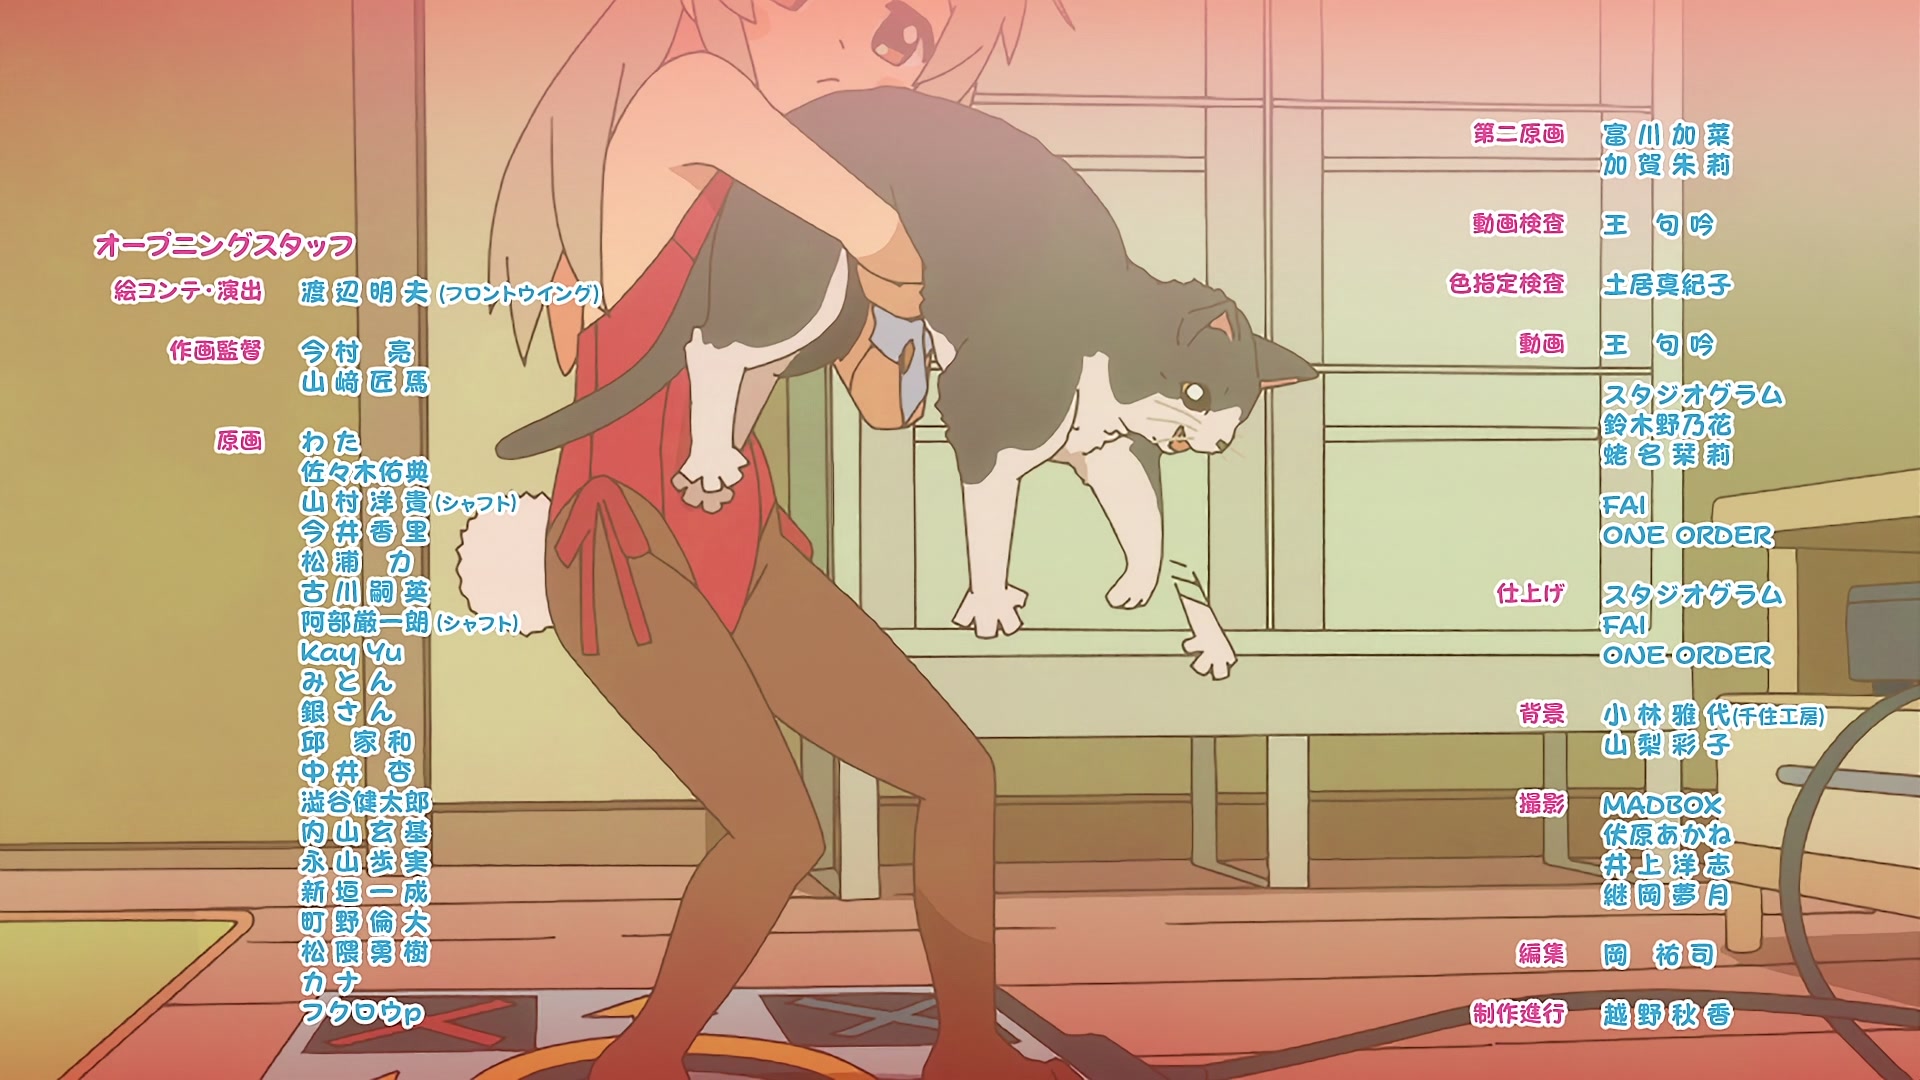 オープニングスタッフ
絵コンテ・演出 渡辺明夫(フロントウイング)
作画監督 今村 亮
山﨑匠馬
原画 わた
佐々木佑典
山村洋貴(シャフト)
今井香里
松浦 力
古川嗣英
阿部厳一朗(シャフト)
Kay Yu
みとん
銀さん
邱 家和
中井 杏
澁谷健太郎
内山玄基
永山歩実
新垣一成
町野倫大
松隈勇樹
カナ
フクロウp
第二原画 富川加菜
加賀朱莉
動画検査 王 句吟
色指定検査 土居真紀子
動画 王 句吟
スタジオグラム
鈴木野乃花
蛯名栞莉
FAI
ONE ORDER
仕上げ スタジオグラム
FAI
ONE ORDER
背景 小林雅代(千住工房)
山梨彩子
撮影 MADBOX
伏原あかね
井上洋志
継岡夢月
編集 岡 祐司
制作進行 越野秋香